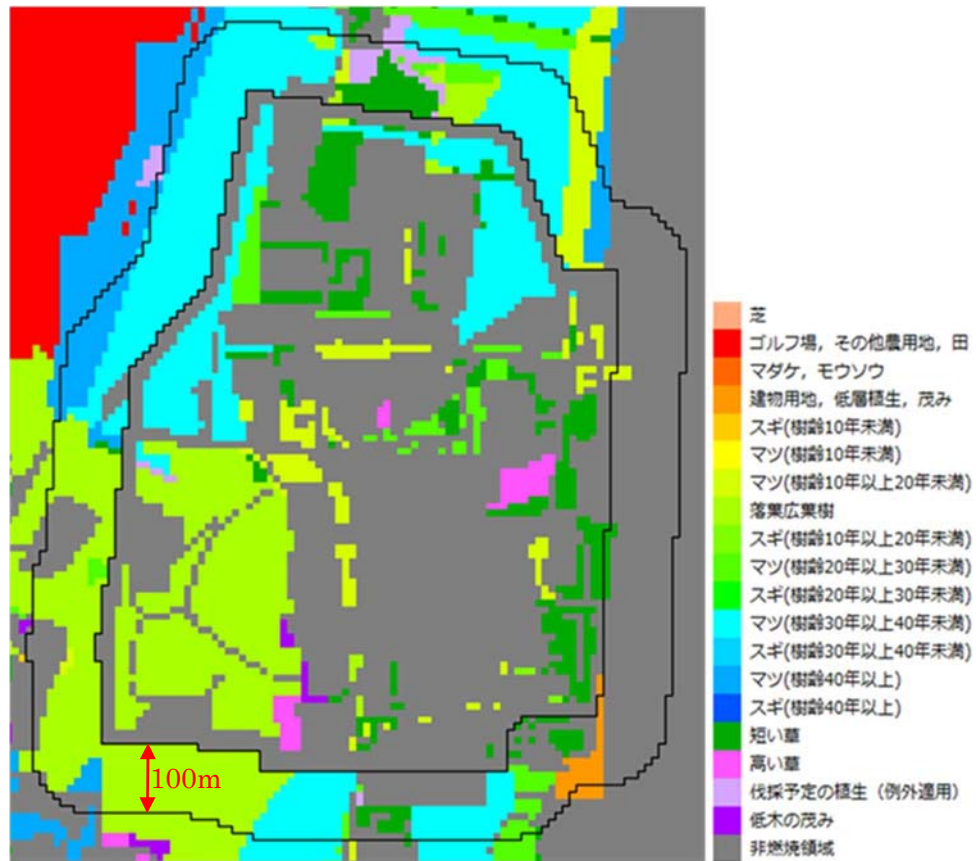 芝
ゴルフ場，その他農用地，田
マダケ，モウソウ
建物用地，低層植生，茂み
スギ(樹齢10年未満)
マツ(樹齢10年未満)
マツ(樹齢10年以上20年未満)
落葉広葉樹
スギ(樹齢10年以上20年未満)
マツ(樹齢20年以上30年未満)
スギ(樹齢20年以上30年未満)
マツ(樹齢30年以上40年未満)
スギ(樹齢30年以上40年未満)
マツ(樹齢40年以上)
スギ(樹齢40年以上)
短い草
高い草
伐採予定の植生（例外適用）
低木の茂み
非燃焼領域
100m